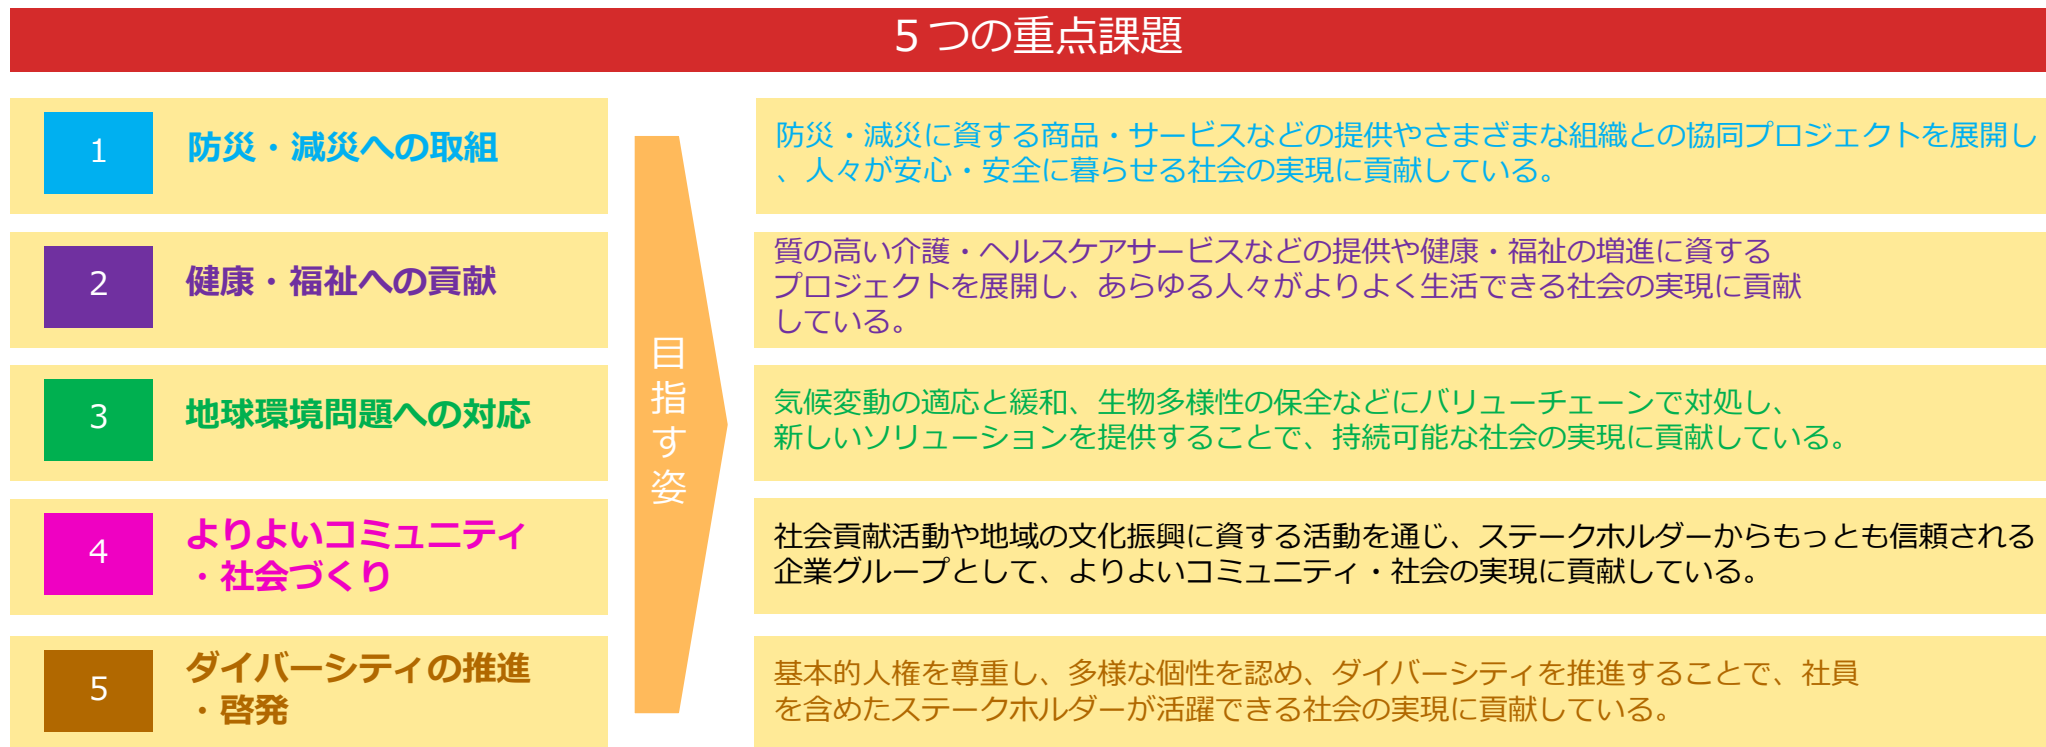 ５つの重点課題
1
防災・減災への取組
防災・減災に資する商品・サービスなどの提供やさまざまな組織との協同プロジェクトを展開し
、人々が安心・安全に暮らせる社会の実現に貢献している。
2
健康・福祉への貢献
質の高い介護・ヘルスケアサービスなどの提供や健康・福祉の増進に資する
プロジェクトを展開し、あらゆる人々がよりよく生活できる社会の実現に貢献
している。
目指す姿
3
地球環境問題への対応
気候変動の適応と緩和、生物多様性の保全などにバリューチェーンで対処し、
新しいソリューションを提供することで、持続可能な社会の実現に貢献している。
4
よりよいコミュニティ
・社会づくり
社会貢献活動や地域の文化振興に資する活動を通じ、ステークホルダーからもっとも信頼される
企業グループとして、よりよいコミュニティ・社会の実現に貢献している。
5
ダイバーシティの推進
・啓発
基本的人権を尊重し、多様な個性を認め、ダイバーシティを推進することで、社員
を含めたステークホルダーが活躍できる社会の実現に貢献している。